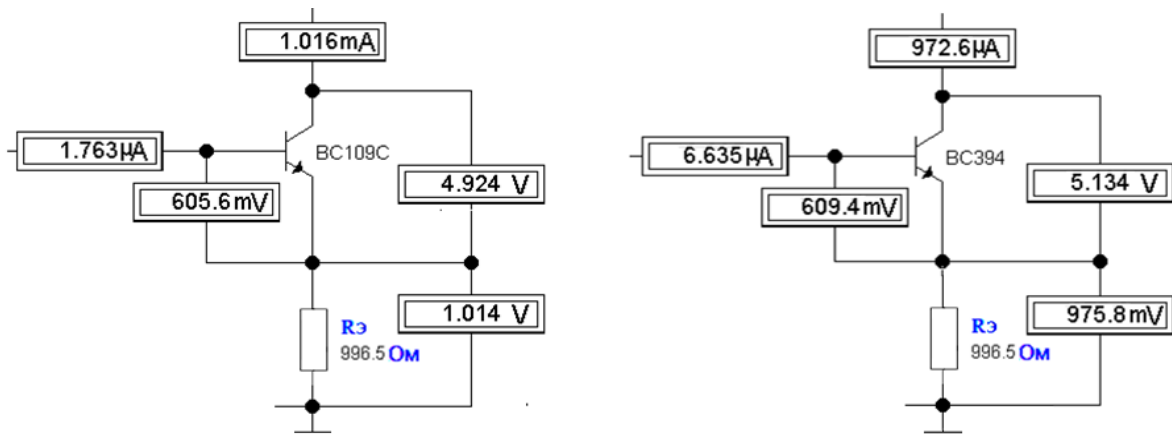 1.016mA
1.763µA
BC109C
605.6mV
4.924 V
1.014 V
Rэ
996.5 Ом
972.6µA
6.635µA
BC394
609.4mV
5.134 V
975.8mV
Rэ
996.5 Ом